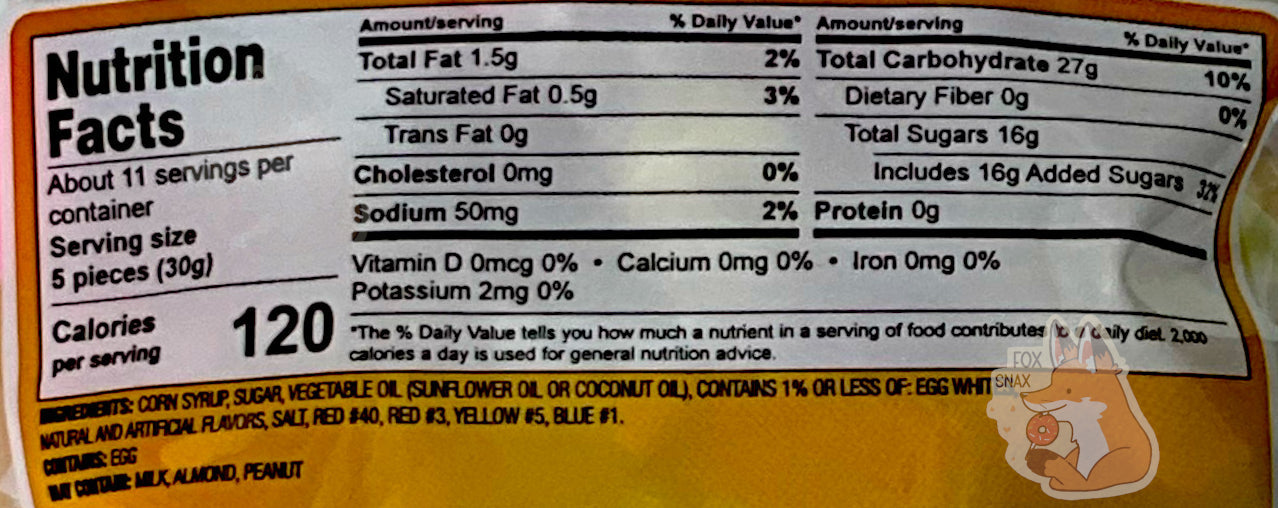 Nutrition
Facts
About 11 servings per
container
Serving size
5 pieces (30g)
Calories
per serving
120
Amount/serving % Daily Value*
Total Fat 1.5g 2%
Saturated Fat 0.5g 3%
Trans Fat 0g
Cholesterol 0mg 0%
Sodium 50mg 2%
Amount/serving % Daily Value*
Total Carbohydrate 27g 10%
Dietary Fiber 0g 0%
Total Sugars 16g
Includes 16g Added Sugars 32%
Protein 0g
Vitamin D 0mcg 0% • Calcium 0mg 0% • Iron 0mg 0%
Potassium 2mg 0%
*The % Daily Value tells you how much a nutrient in a serving of food contributes to a daily diet. 2,000
calories a day is used for general nutrition advice.
INGREDIENTS: CORN SYRUP, SUGAR, VEGETABLE OIL (SUNFLOWER OIL OR COCONUT OIL), CONTAINS 1% OR LESS OF: EGG
NATURAL AND ARTIFICIAL FLAVORS, SALT, RED #40, RED #3, YELLOW #5, BLUE #1.
CONTAINS: EGG
MAY CONTAIN: MILK, ALMOND, PEANUT
FOX
SNAX